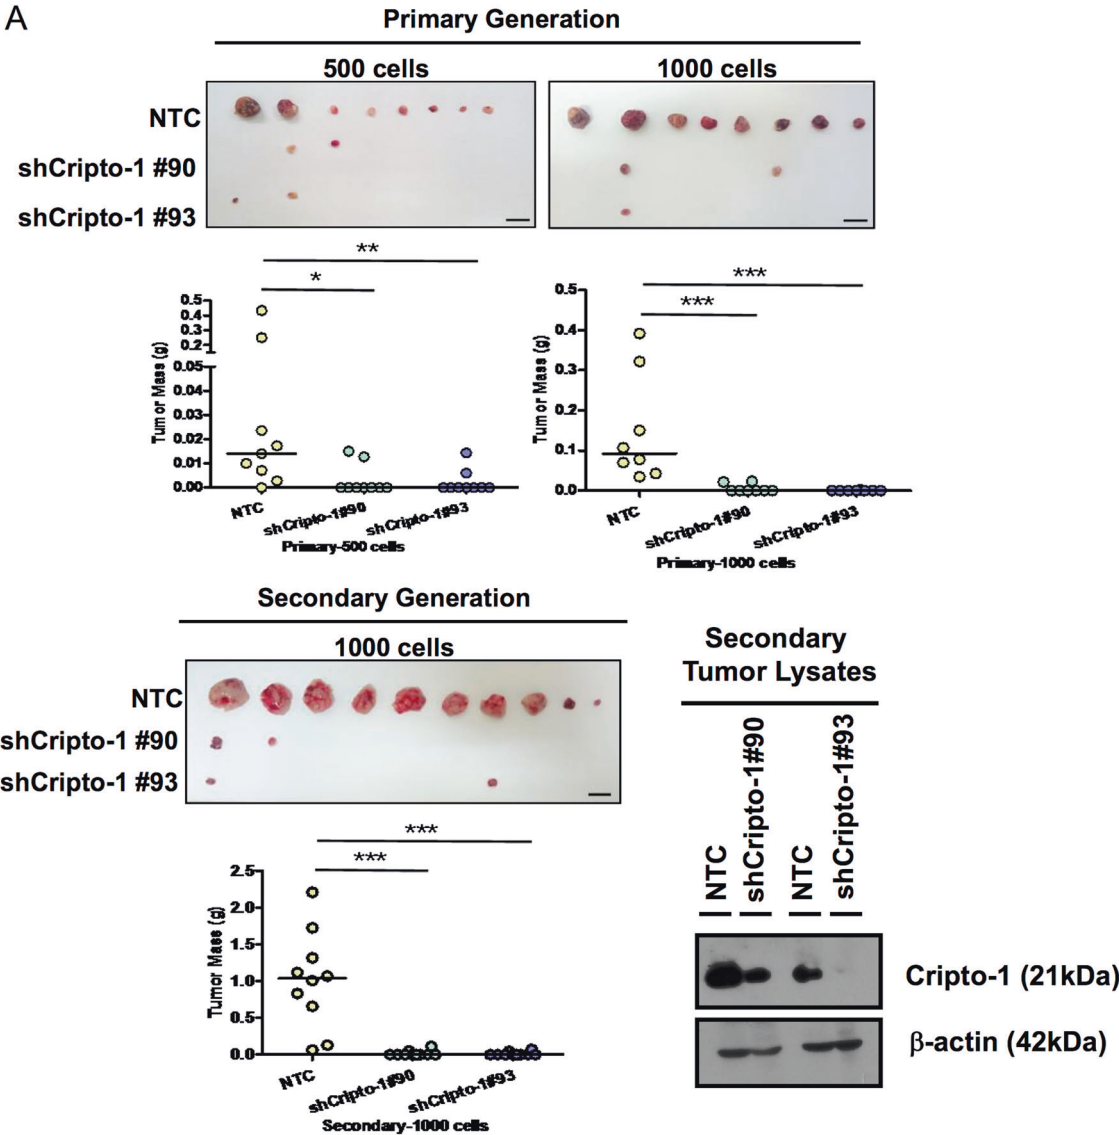 A
Primary Generation
500 cells
1000 cells
NTC
shCripto-1 #90
shCripto-1 #93
**
*
0.5
0.4
0.3
0.2
0.05
0.04
0.03
0.02
0.01
0.00
Tumor Mass (g)
NTC
shCripto-1#90
shCripto-1#93
Primary-500 cells
***
***
0.5
0.4
0.3
0.2
0.1
0.0
Tumor Mass (g)
NTC
shCripto-1#90
shCripto-1#93
Primary-1000 cells
Secondary Generation
1000 cells
NTC
shCripto-1 #90
shCripto-1 #93
***
***
2.5
2.0
1.5
1.0
0.5
0.0
Tumor Mass (g)
NTC
shCripto-1#90
shCripto-1#93
Secondary-1000 cells
Secondary
Tumor Lysates
NTC
shCripto-1#90
NTC
shCripto-1#93
Cripto-1 (21kDa)
β-actin (42kDa)